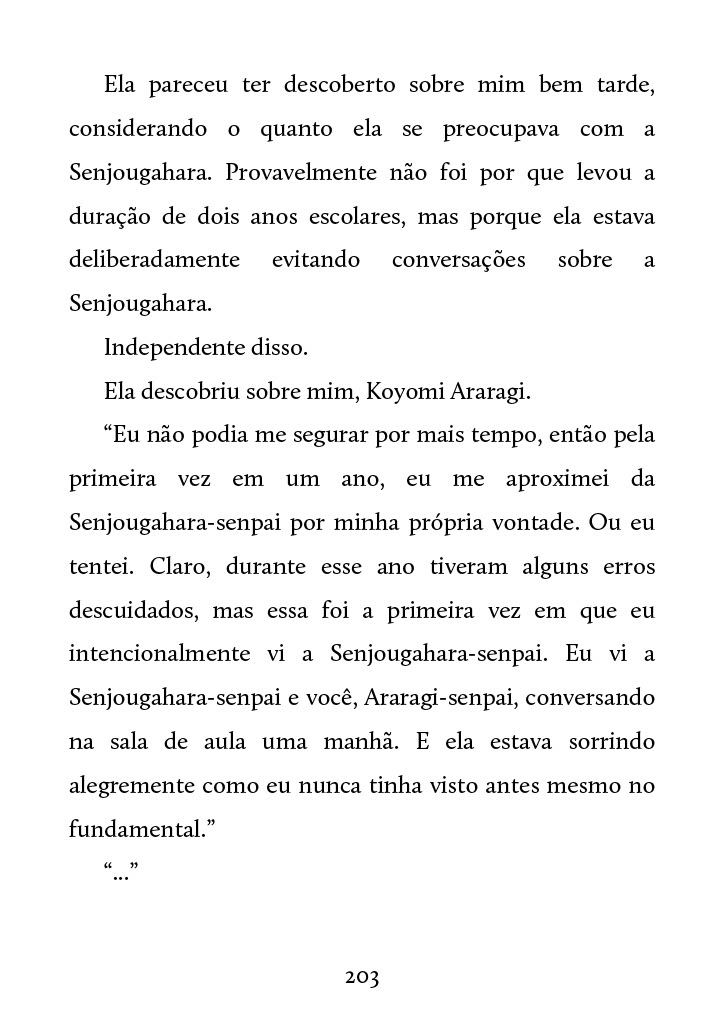 Ela pareceu ter descoberto sobre mim bem tarde,
considerando o quanto ela se preocupava com a
Senjougahara. Provavelmente não foi por que levou a
duração de dois anos escolares, mas porque ela estava
deliberadamente evitando conversações sobre a
Senjougahara.
Independente disso.
Ela descobriu sobre mim, Koyomi Araragi.
“Eu não podia me segurar por mais tempo, então pela
primeira vez em um ano, eu me aproximei da
Senjougahara-senpai por minha própria vontade. Ou eu
tentei. Claro, durante esse ano tiveram alguns erros
descuidados, mas essa foi a primeira vez em que eu
intencionalmente vi a Senjougahara-senpai. Eu vi a
Senjougahara-senpai e você, Araragi-senpai, conversando
na sala de aula uma manhã. E ela estava sorrindo
alegremente como eu nunca tinha visto antes mesmo no
fundamental.”
“...”
203